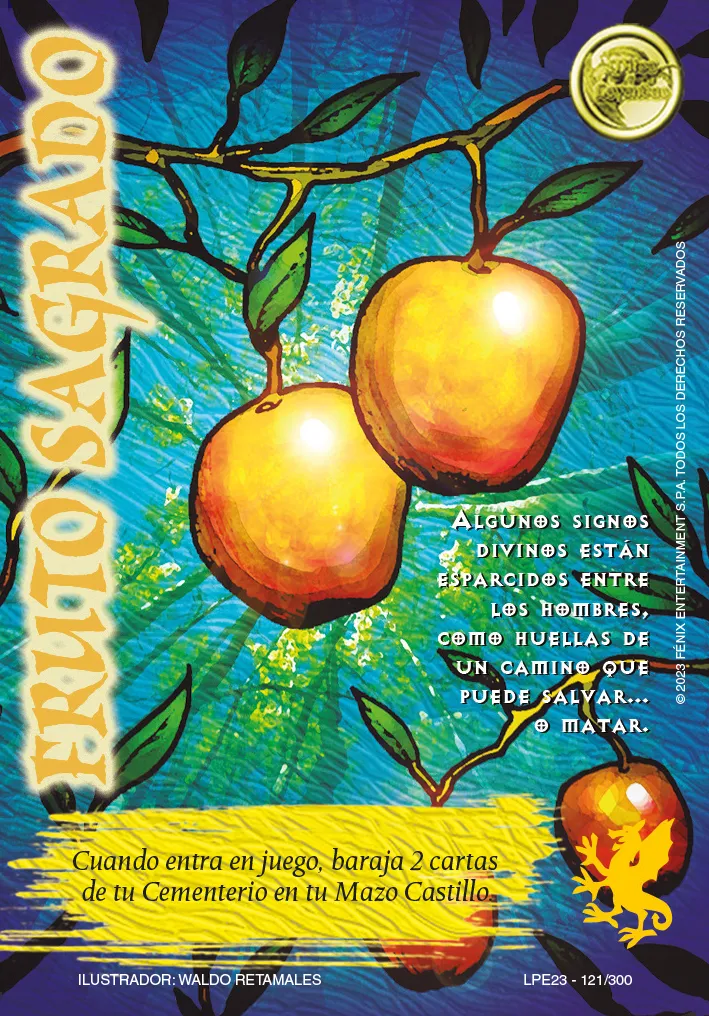 FRUTO SAGRADO
Algunos signos
divinos están
esparcidos entre
los hombres,
como huellas de
un camino que
puede salvar...
o matar.
© 2023 FÉNIX ENTERTAINMENT S.P.A. TODOS LOS DERECHOS RESERVADOS
Cuando entra en juego, baraja 2 cartas
de tu Cementerio en tu Mazo Castillo.
ILUSTRADOR: WALDO RETAMALES
LPE23 - 121/300